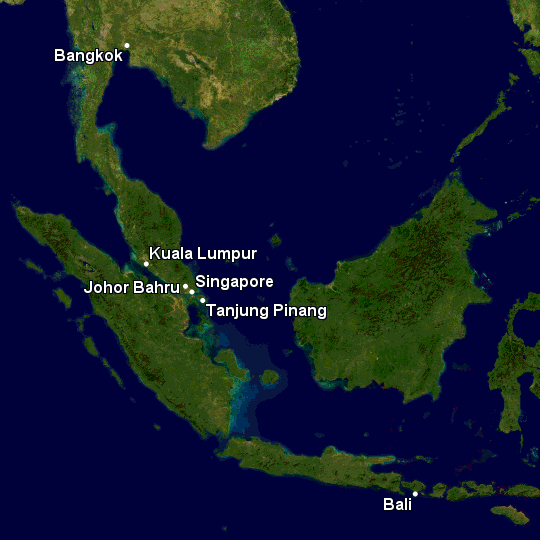 Bangkok
Kuala Lumpur
Johor Bahru
Singapore
Tanjung Pinang
Bali